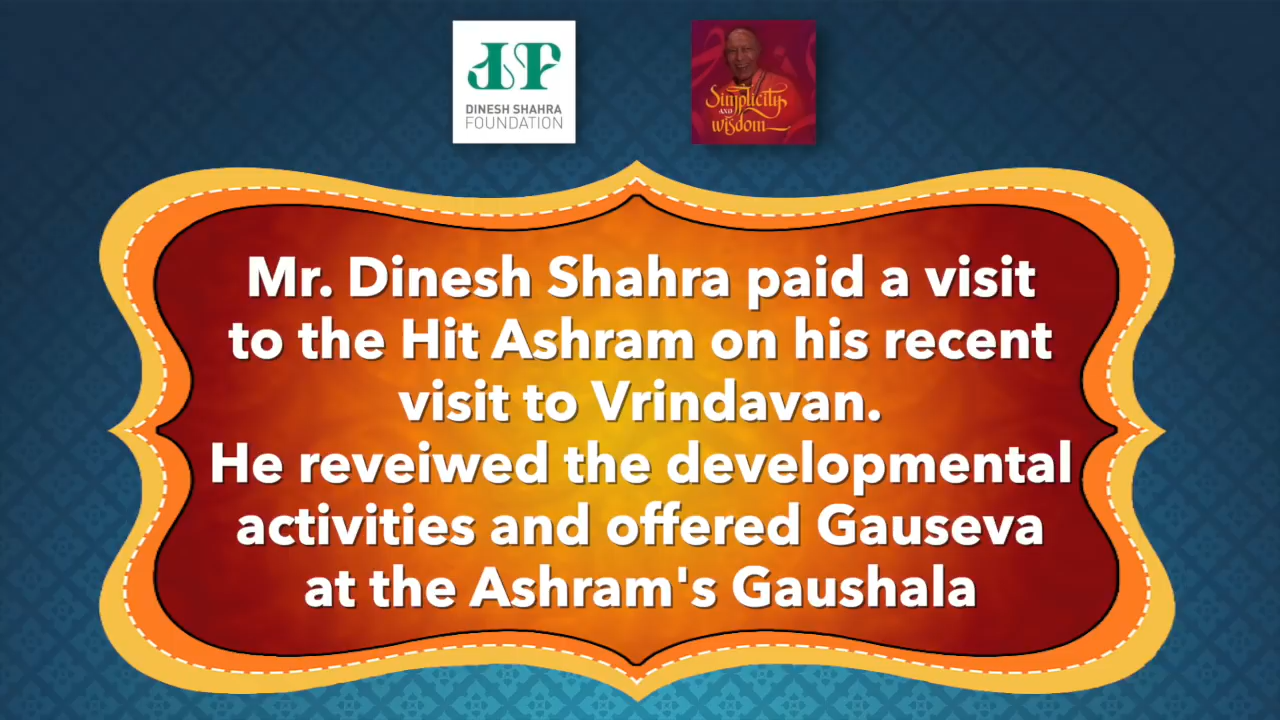 DINESH SHAHRA
FOUNDATION
Simplicity
AND
wisdom
Mr. Dinesh Shahra paid a visit
to the Hit Ashram on his recent
visit to Vrindavan.
He reveiwed the developmental
activities and offered Gauseva
at the Ashram's Gaushala